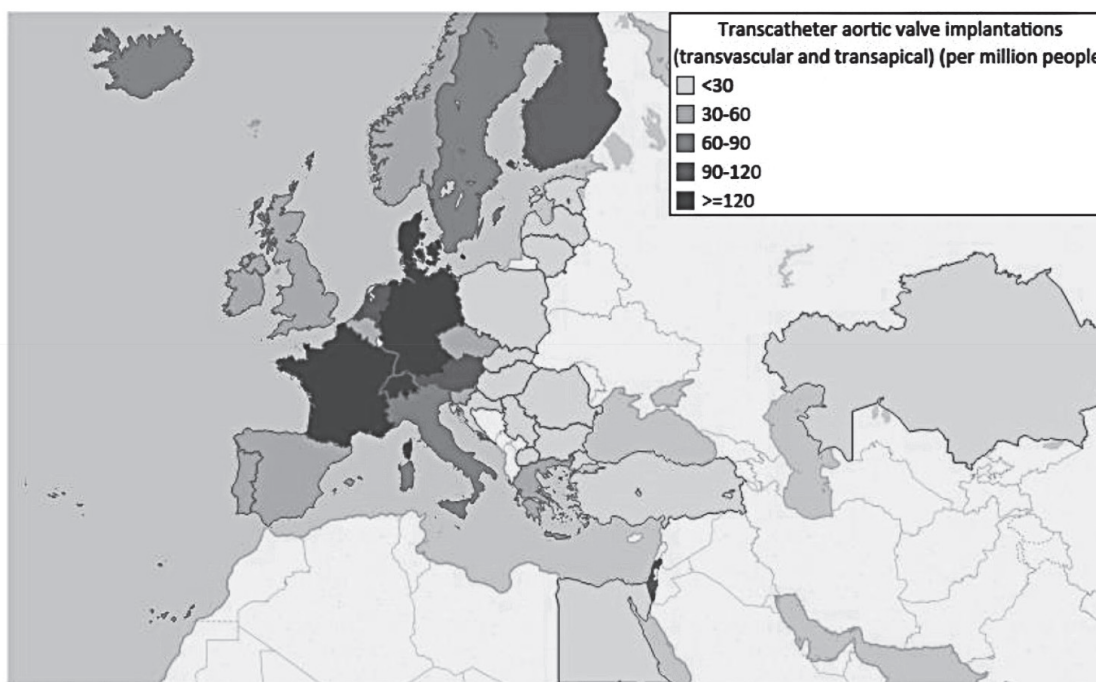 Transcatheter aortic valve implantations
(transvascular and transapical) (per million people
<30
30-60
60-90
90-120
>=120